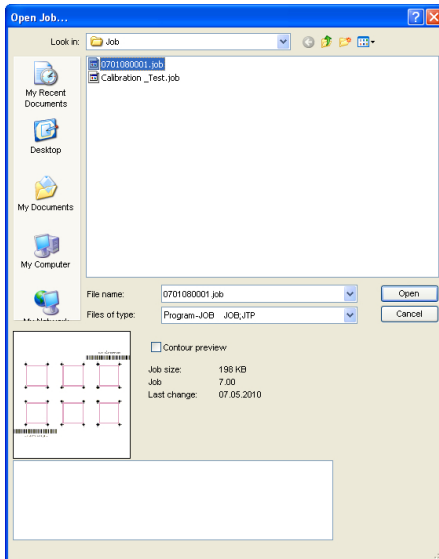 Open Job...
Look in: Job
0701080001.job
Calibration _Test.job
My Recent
Documents
Desktop
My Documents
My Computer
File name: 0701080001.job Open
Files of type: Program-JOB JOB;JTP Cancel
Contour preview
Job size: 198 KB
Job 7.00
Last change: 07.05.2010